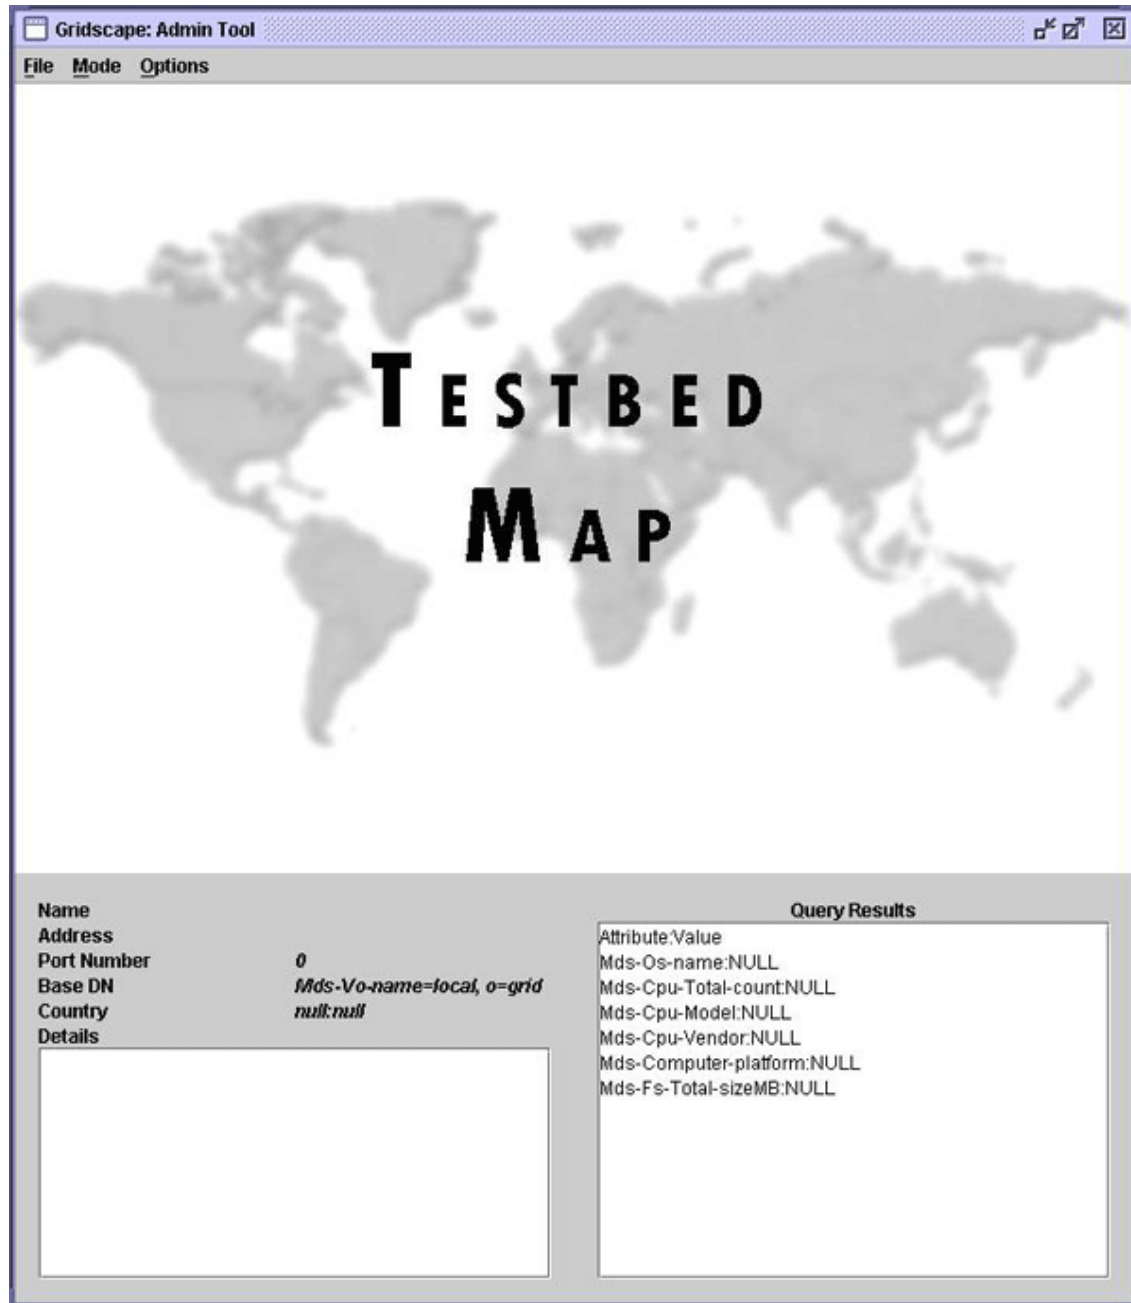 Gridscape: Admin Tool
File Mode Options
TESTBED
MAP
Name
Address
Port Number 0
Base DN Mds-Vo-name=local, o=grid
Country null:null
Details
Query Results
Attribute:Value
Mds-Os-name:NULL
Mds-Cpu-Total-count:NULL
Mds-Cpu-Model:NULL
Mds-Cpu-Vendor:NULL
Mds-Computer-platform:NULL
Mds-Fs-Total-sizeMB:NULL